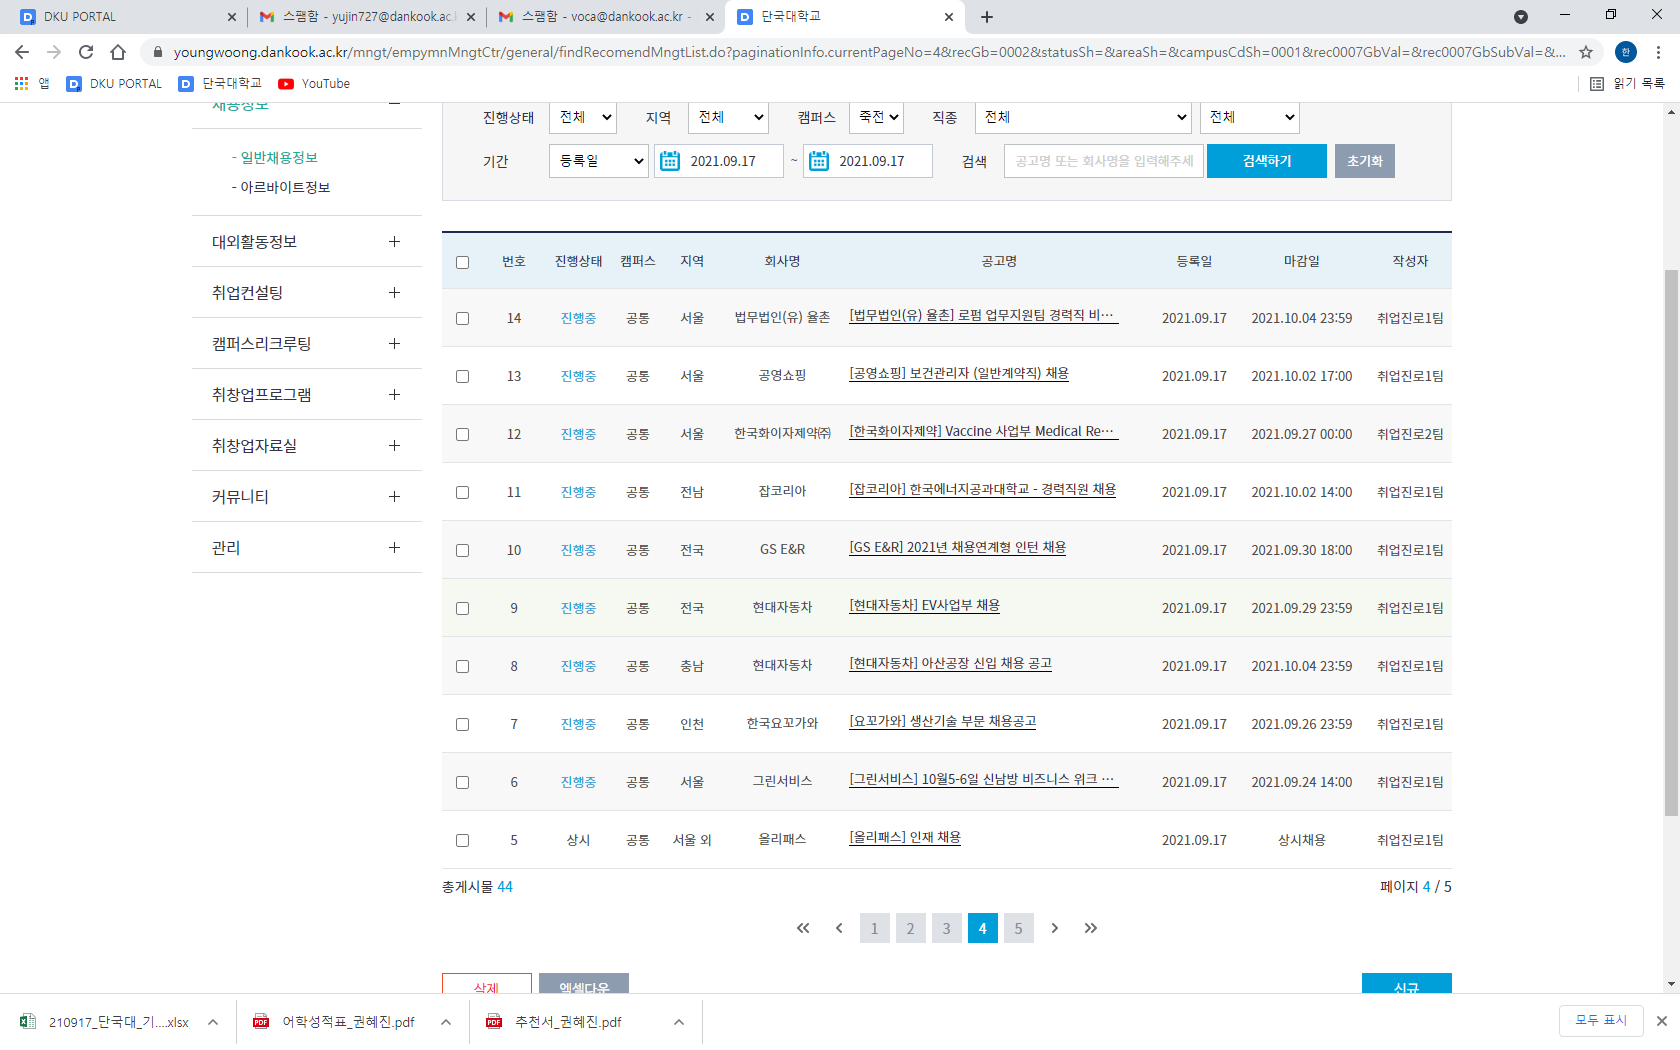 DKU PORTAL
스팸함 - yujin727@dankook.ac.k
스팸함 - voca@dankook.ac.kr -
단국대학교
youngwoong.dankook.ac.kr/mngt/empymnMngtCtr/general/findRecomendMngtList.do?paginationInfo.currentPageNo=4&recGb=0002&statusSh=&areaSh=&campusCdSh=0001&rec0007GbVal=&rec0007GbSubVal=&...
한
앱 DKU PORTAL 단국대학교 YouTube 읽기 목록
채용정보
- 일반채용정보
- 아르바이트정보
대외활동정보
취업컨설팅
캠퍼스리크루팅
취창업프로그램
취창업자료실
커뮤니티
관리
진행상태 전체 지역 전체 캠퍼스 죽전 직종 전체 전체
기간 등록일 2021.09.17 ~ 2021.09.17 검색 공고명 또는 회사명을 입력해주세 검색하기 초기화
번호 진행상태 캠퍼스 지역 회사명 공고명 등록일 마감일 작성자
14 진행중 공통 서울 법무법인(유) 율촌 [법무법인(유) 율촌] 로펌 업무지원팀 경력직 비… 2021.09.17 2021.10.04 23:59 취업진로1팀
13 진행중 공통 서울 공영쇼핑 [공영쇼핑] 보건관리자 (일반계약직) 채용 2021.09.17 2021.10.02 17:00 취업진로1팀
12 진행중 공통 서울 한국화이자제약㈜ [한국화이자제약] Vaccine 사업부 Medical Re… 2021.09.17 2021.09.27 00:00 취업진로2팀
11 진행중 공통 전남 잡코리아 [잡코리아] 한국에너지공과대학교 - 경력직원 채용 2021.09.17 2021.10.02 14:00 취업진로1팀
10 진행중 공통 전국 GS E&R [GS E&R] 2021년 채용연계형 인턴 채용 2021.09.17 2021.09.30 18:00 취업진로1팀
9 진행중 공통 전국 현대자동차 [현대자동차] EV사업부 채용 2021.09.17 2021.09.29 23:59 취업진로1팀
8 진행중 공통 충남 현대자동차 [현대자동차] 아산공장 신입 채용 공고 2021.09.17 2021.10.04 23:59 취업진로1팀
7 진행중 공통 인천 한국요꼬가와 [요꼬가와] 생산기술 부문 채용공고 2021.09.17 2021.09.26 23:59 취업진로1팀
6 진행중 공통 서울 그린서비스 [그린서비스] 10월5-6일 신남방 비즈니스 위크 … 2021.09.17 2021.09.24 14:00 취업진로1팀
5 상시 공통 서울 외 올리패스 [올리패스] 인재 채용 2021.09.17 상시채용 취업진로1팀
총게시물 44 페이지 4 / 5
1 2 3 4 5
삭제 엑셀다운 신규
210917_단국대_기....xlsx 어학성적표_권혜진.pdf 추천서_권혜진.pdf 모두 표시